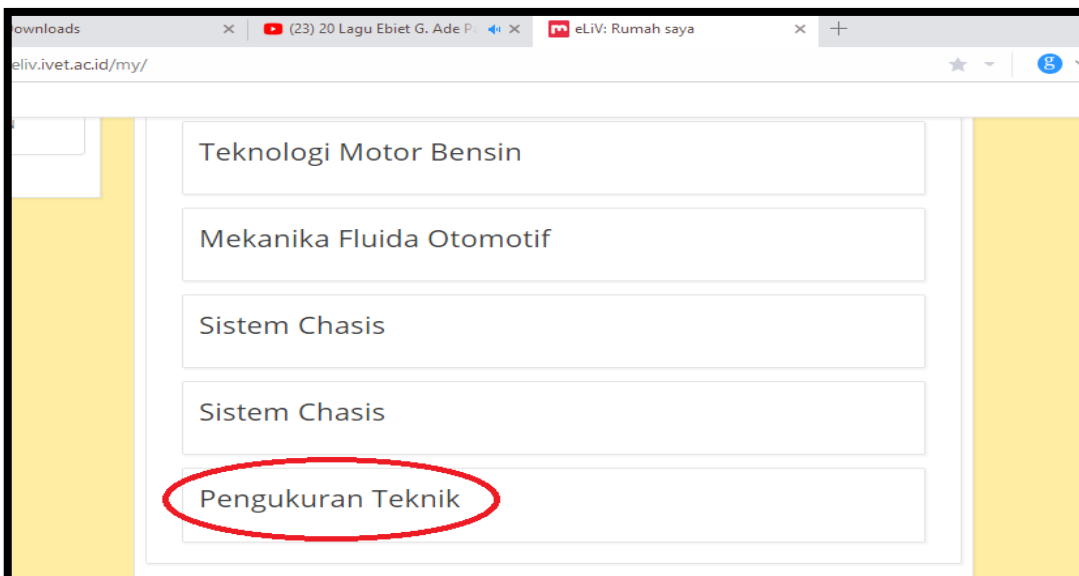 ownloads
(23) 20 Lagu Ebiet G. Ade P
eLiV: Rumah saya
eliv.ivet.ac.id/my/
Teknologi Motor Bensin
Mekanika Fluida Otomotif
Sistem Chasis
Sistem Chasis
Pengukuran Teknik